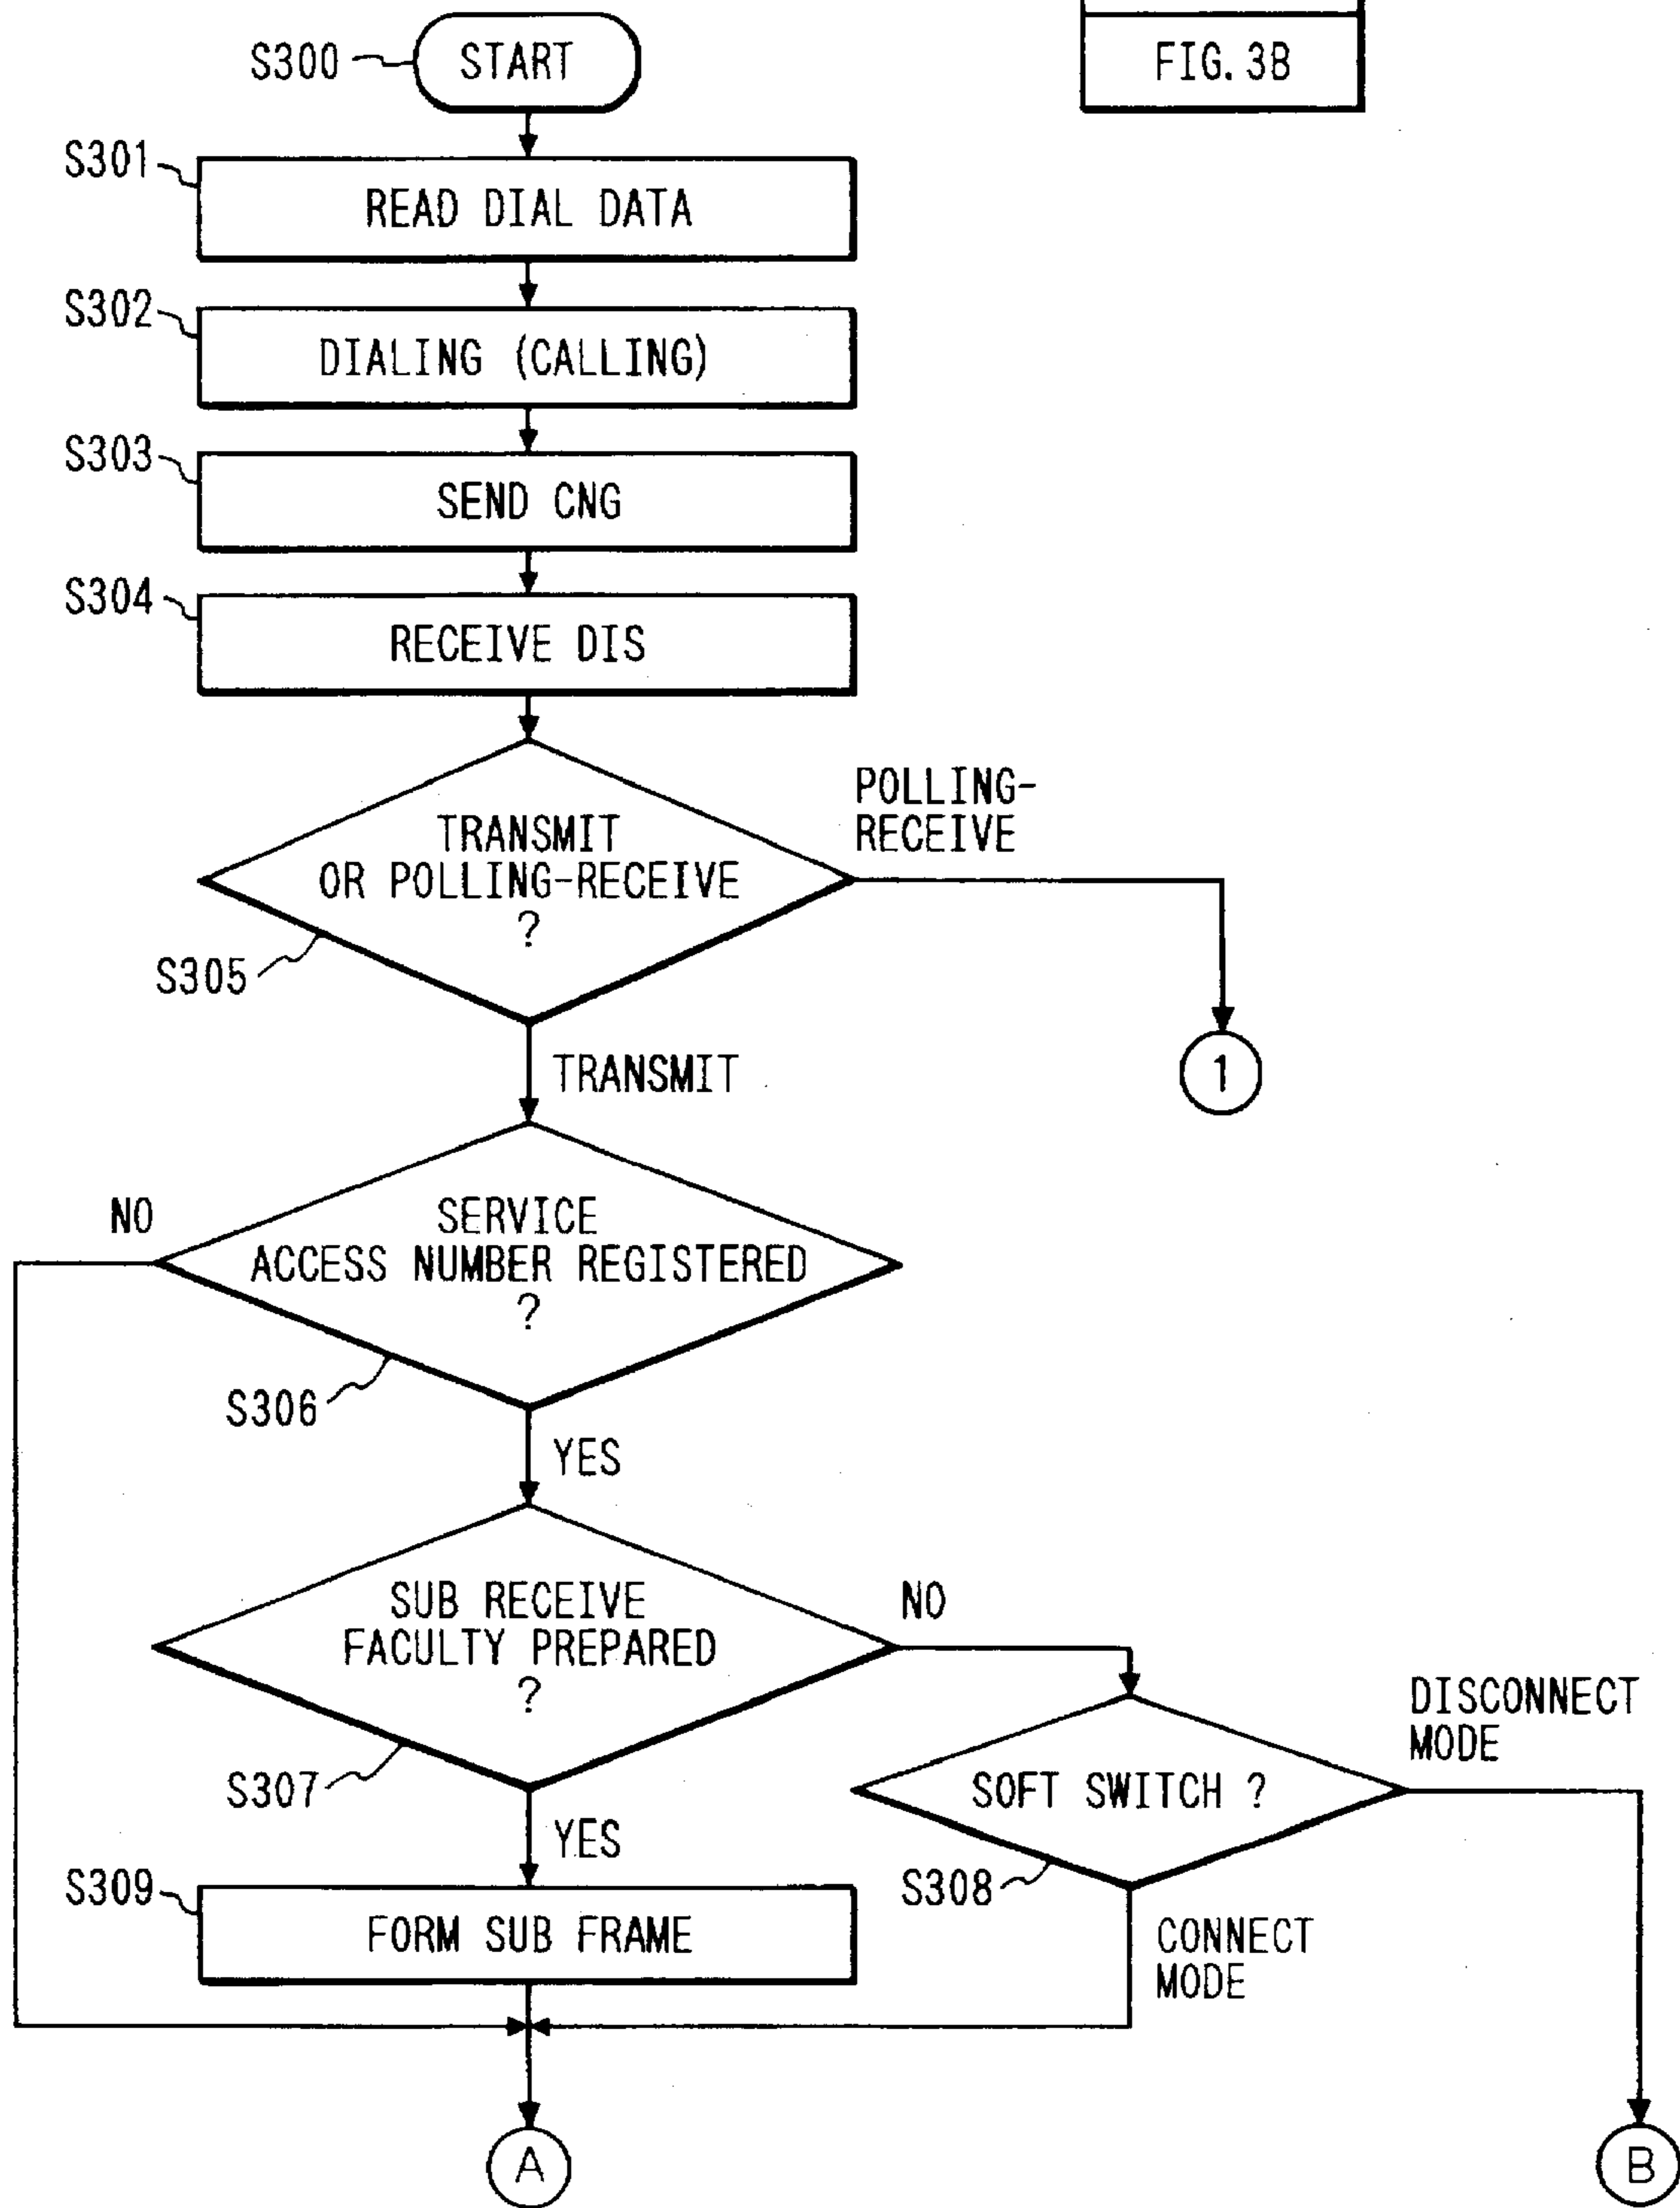 FIG. 3B
S300
START
S301
READ DIAL DATA
S302
DIALING (CALLING)
S303
SEND CNG
S304
RECEIVE DIS
TRANSMIT
OR POLLING-RECEIVE
?
S305
POLLING-
RECEIVE
1
TRANSMIT
SERVICE
ACCESS NUMBER REGISTERED
?
NO
S306
YES
SUB RECEIVE
FACULTY PREPARED
?
NO
S307
SOFT SWITCH ?
DISCONNECT
MODE
S308
YES
S309
FORM SUB FRAME
CONNECT
MODE
A
B